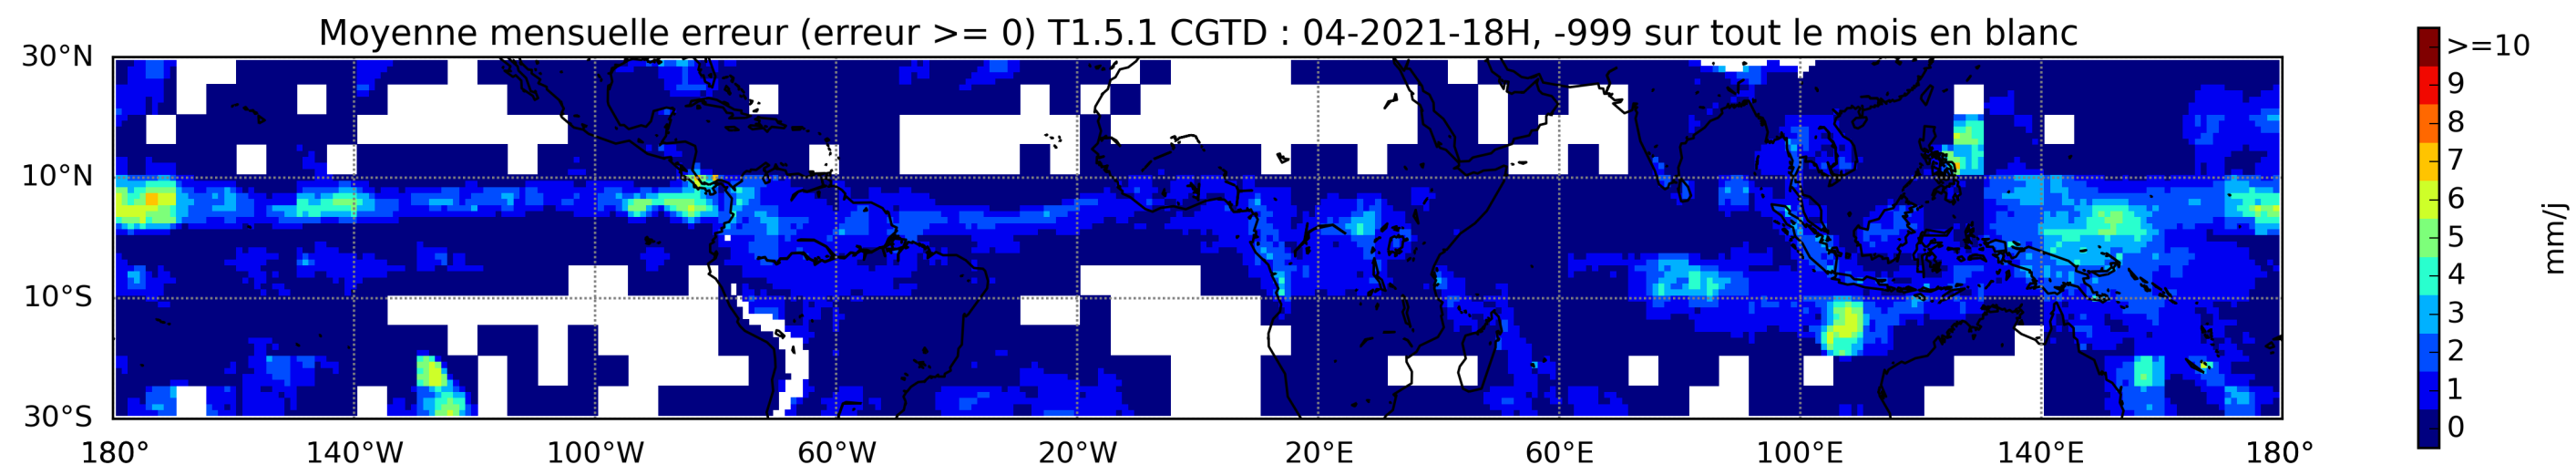 Moyenne mensuelle erreur (erreur >= 0) T1.5.1 CGTD : 04-2021-18H, -999 sur tout le mois en blanc
30°N
10°N
10°S
30°S
180° 140°W 100°W 60°W 20°W 20°E 60°E 100°E 140°E 180°
>=10
9
8
7
6
5
4
3
2
1
0
mm/j